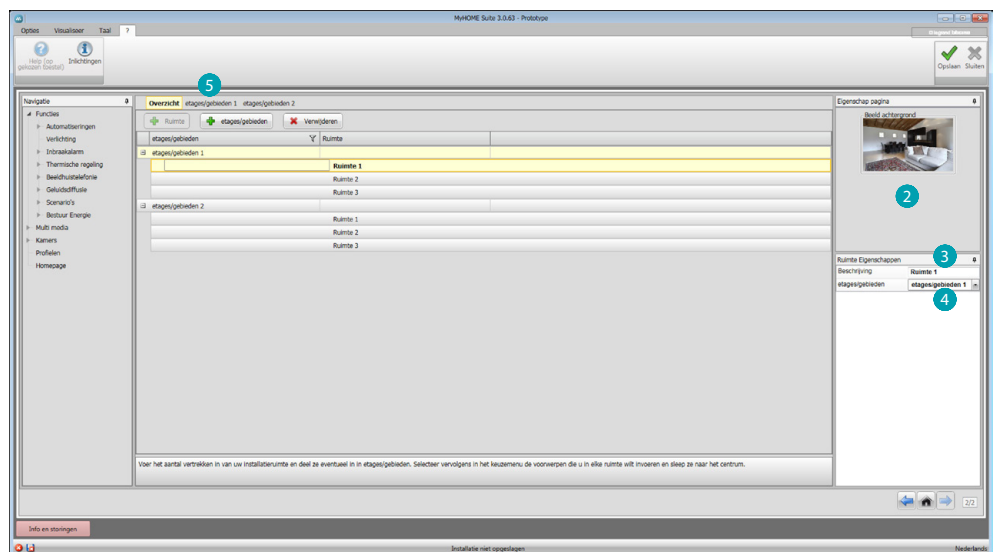 MyHOME Suite 3.0.63 - Prototype
Opties Visualiseer Taal ?
Help (op gekozen toestel)
Inlichtingen
Opslaan Sluiten
5
Navigatie
Functies
Automatiseringen
Verlichting
Inbraakalarm
Thermische regeling
Beeldhuistelefonie
Geluidsdiffusie
Scenario's
Bestuur Energie
Multi media
Kamers
Profielen
Homepage
Overzicht etages/gebieden 1 etages/gebieden 2
Ruimte etages/gebieden Verwijderen
etages/gebieden Ruimte
etages/gebieden 1
Ruimte 1
Ruimte 2
Ruimte 3
etages/gebieden 2
Ruimte 1
Ruimte 2
Ruimte 3
Voer het aantal vertrekken in van uw installatieruimte en deel ze eventueel in in etages/gebieden. Selecteer vervolgens in het keuzemenu de voorwerpen die u in elke ruimte wilt invoeren en sleep ze naar het centrum.
Eigenschap pagina
Beeld achtergrond
2
Ruimte Eigenschappen
3
Beschrijving Ruimte 1
etages/gebieden etages/gebieden 1
4
2/2
Info en storingen
Installatie niet opgeslagen
Nederlands